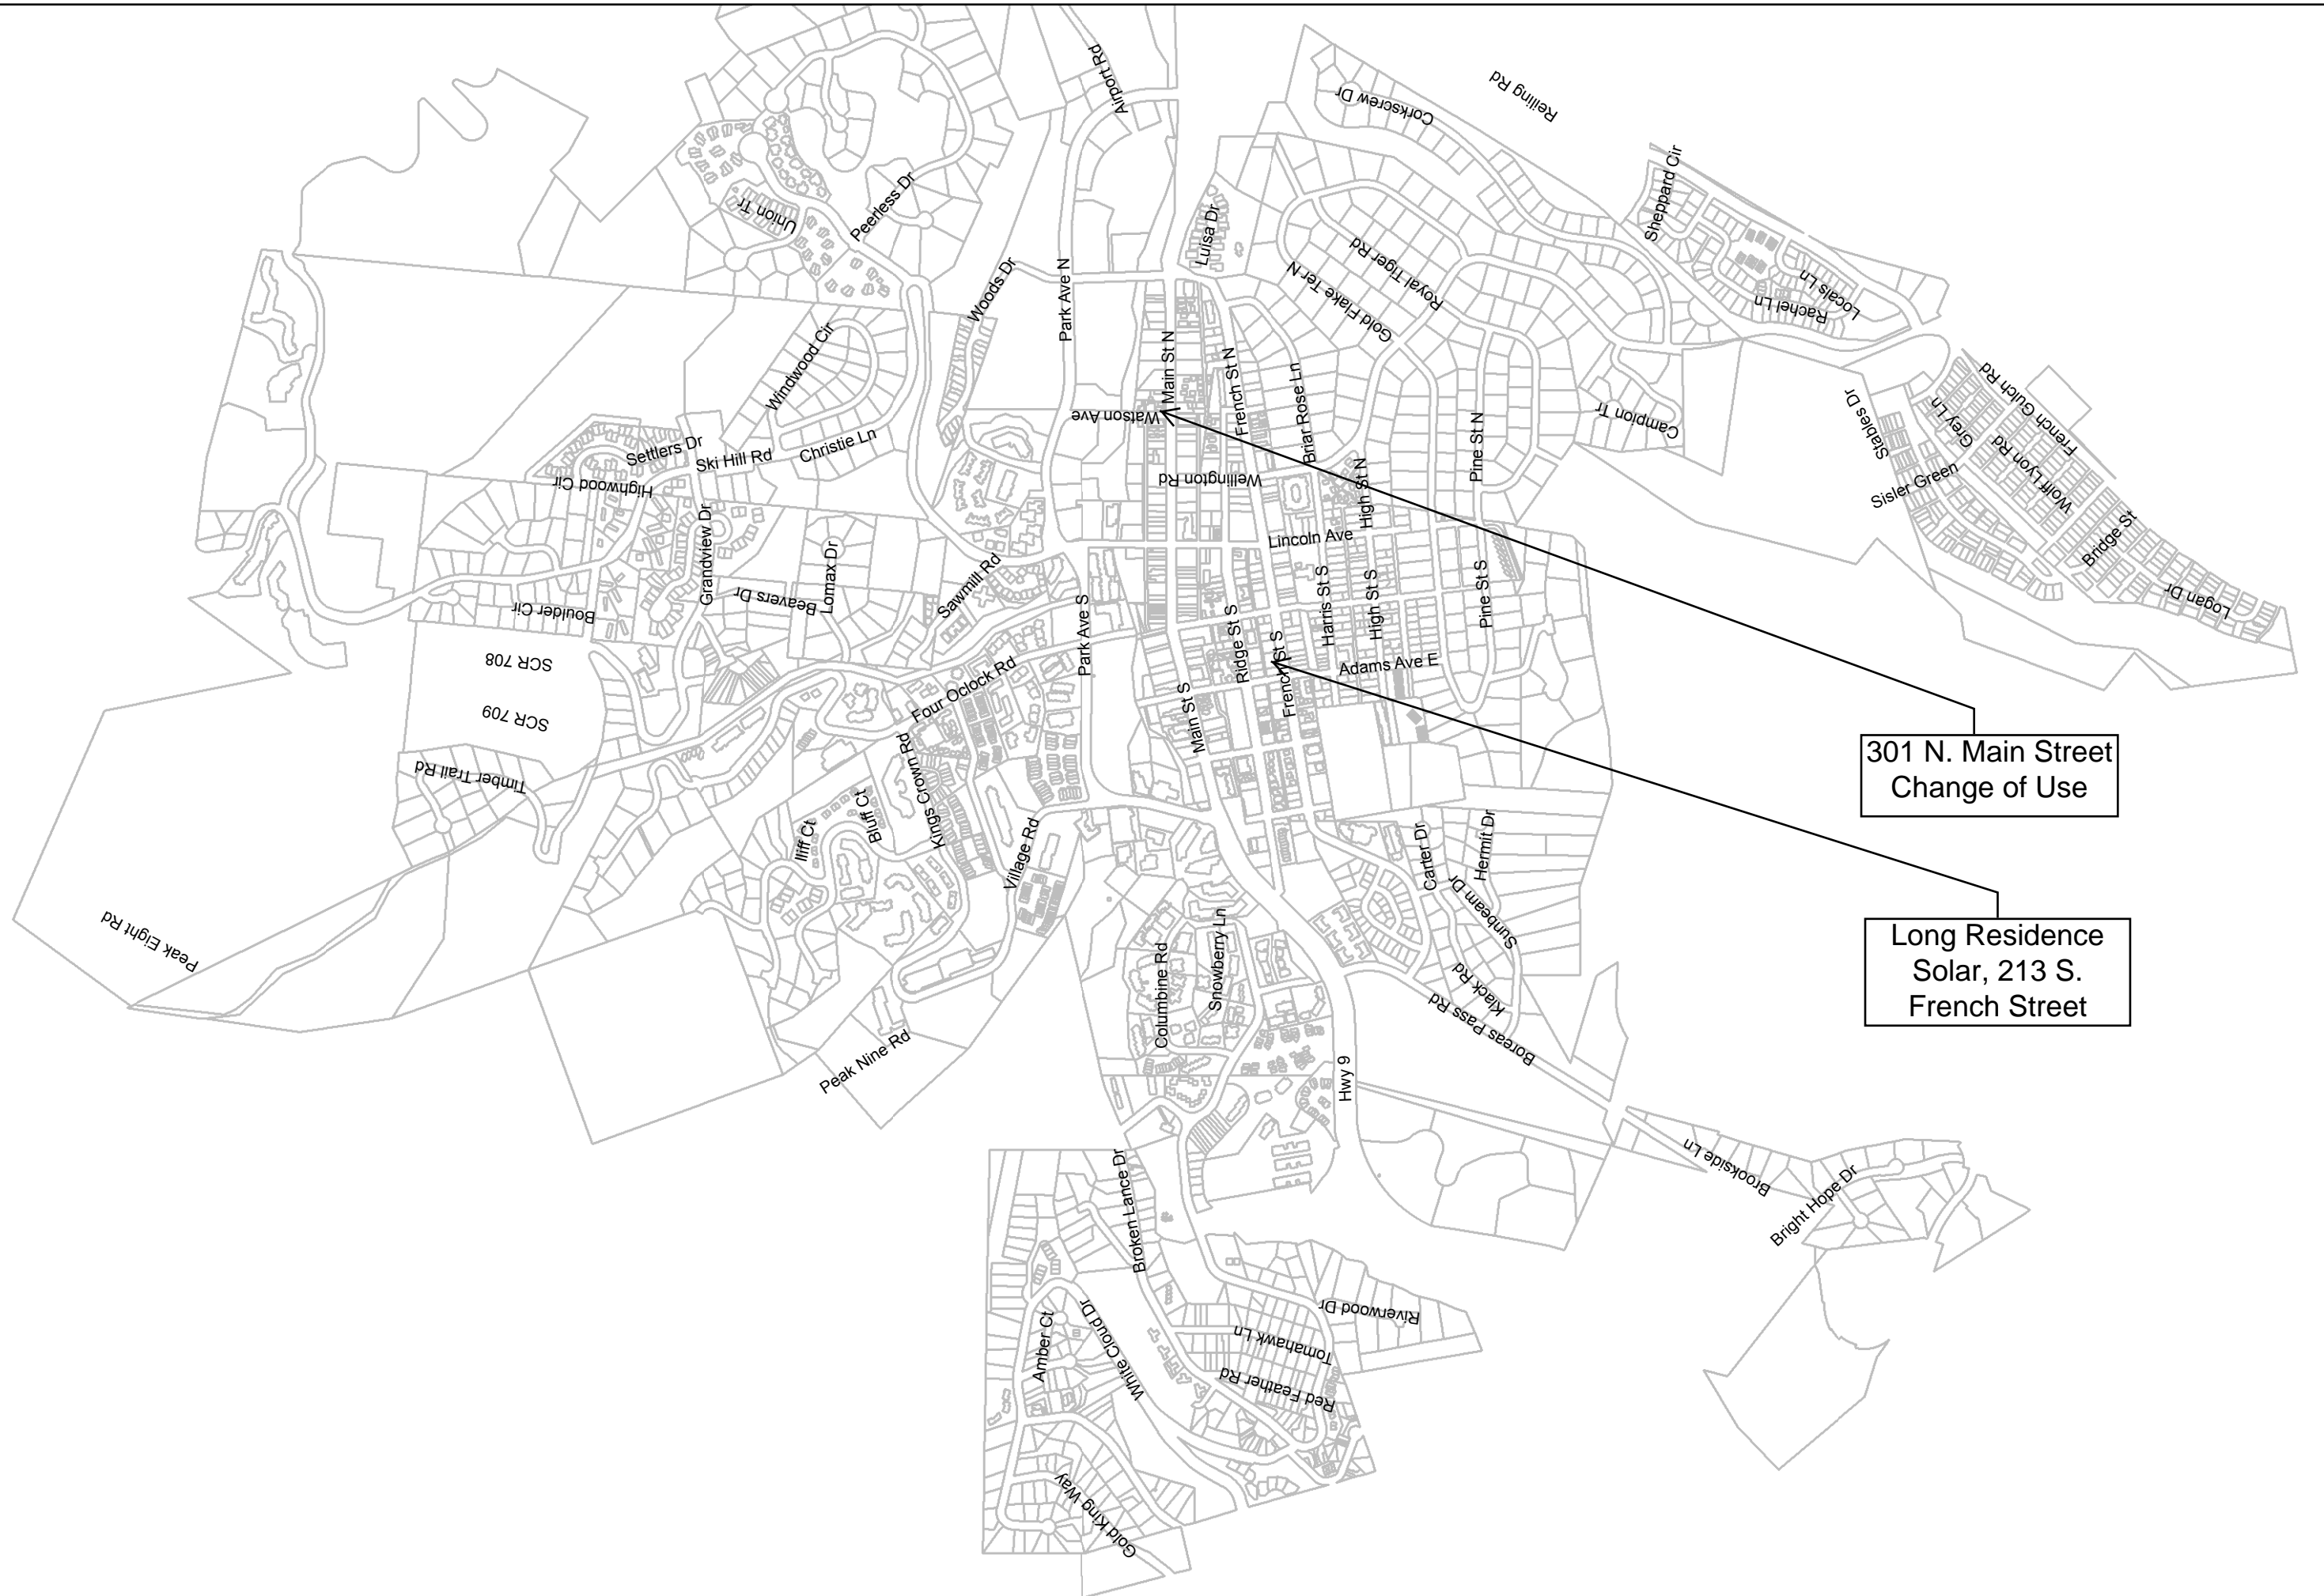 Airport Rd
Reiling Rd
Corkscrew Dr
Sheppard Cir
Peerless Dr
Union Tr
Luisa Dr
Royal Tiger Rd
Gold Flake Ter N
Locals Ln
Rachel Ln
Woods Dr
Park Ave N
Windwood Cir
Main St N
French St N
Briar Rose Ln
Watson Ave
Campion Tr
Pine St N
Stables Dr
Grey Ln
French Gulch Rd
Wolff Lyon Rd
Sisler Green
Bridge St
Logan Dr
Settlers Dr
Ski Hill Rd
Christie Ln
Highwood Cir
Wellington Rd
High St N
Lincoln Ave
Grandview Dr
Lomax Dr
Beavers Dr
Boulder Cir
Sawmill Rd
Park Ave S
Ridge St S
Harris St S
High St S
Pine St S
French St S
Adams Ave E
SCR 708
SCR 709
Four Oclock Rd
Main St S
Timber Trail Rd
Kings Crown Rd
Bluff Ct
Iliff Ct
Village Rd
Carter Dr
Hermit Dr
Sunbeam Dr
301 N. Main Street
Change of Use
Long Residence
Solar, 213 S.
French Street
Peak Eight Rd
Columbine Rd
Snowberry Ln
Klack Rd
Boreas Pass Rd
Peak Nine Rd
Hwy 9
Brookside Ln
Bright Hope Dr
Broken Lance Dr
Riverwood Dr
Tomahawk Ln
Red Feather Rd
Amber Ct
White Cloud Dr
Gold King Way